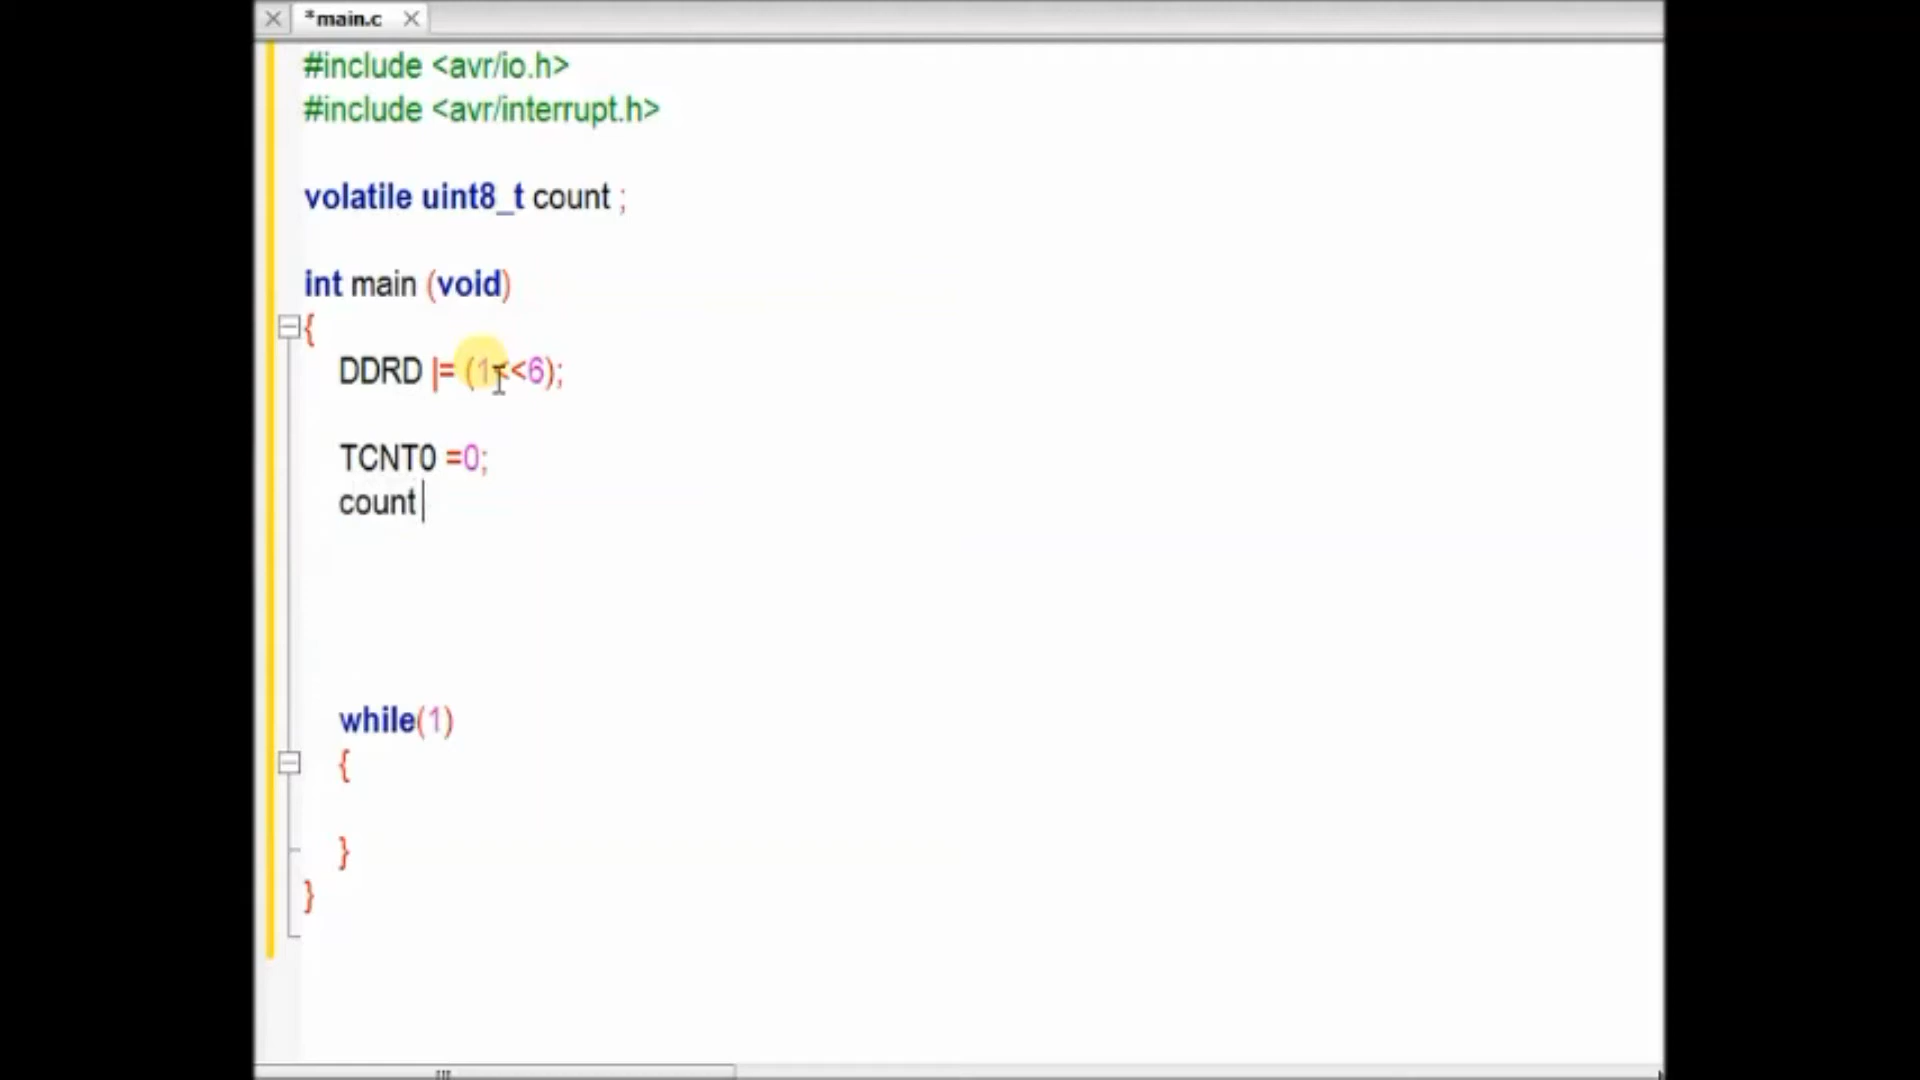 *main.c
#include <avr/io.h>
#include <avr/interrupt.h>
volatile uint8_t count ;
int main (void)
{
DDRD |= (1<<6);
TCNT0 =0;
count
while(1)
{
}
}